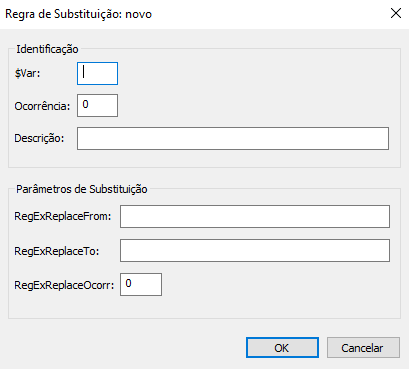 Regra de Substituição: novo
Identificação
$Var:
Ocorrência: 0
Descrição:
Parâmetros de Substituição
RegExReplaceFrom:
RegExReplaceTo:
RegExReplaceOcorr: 0
OK Cancelar